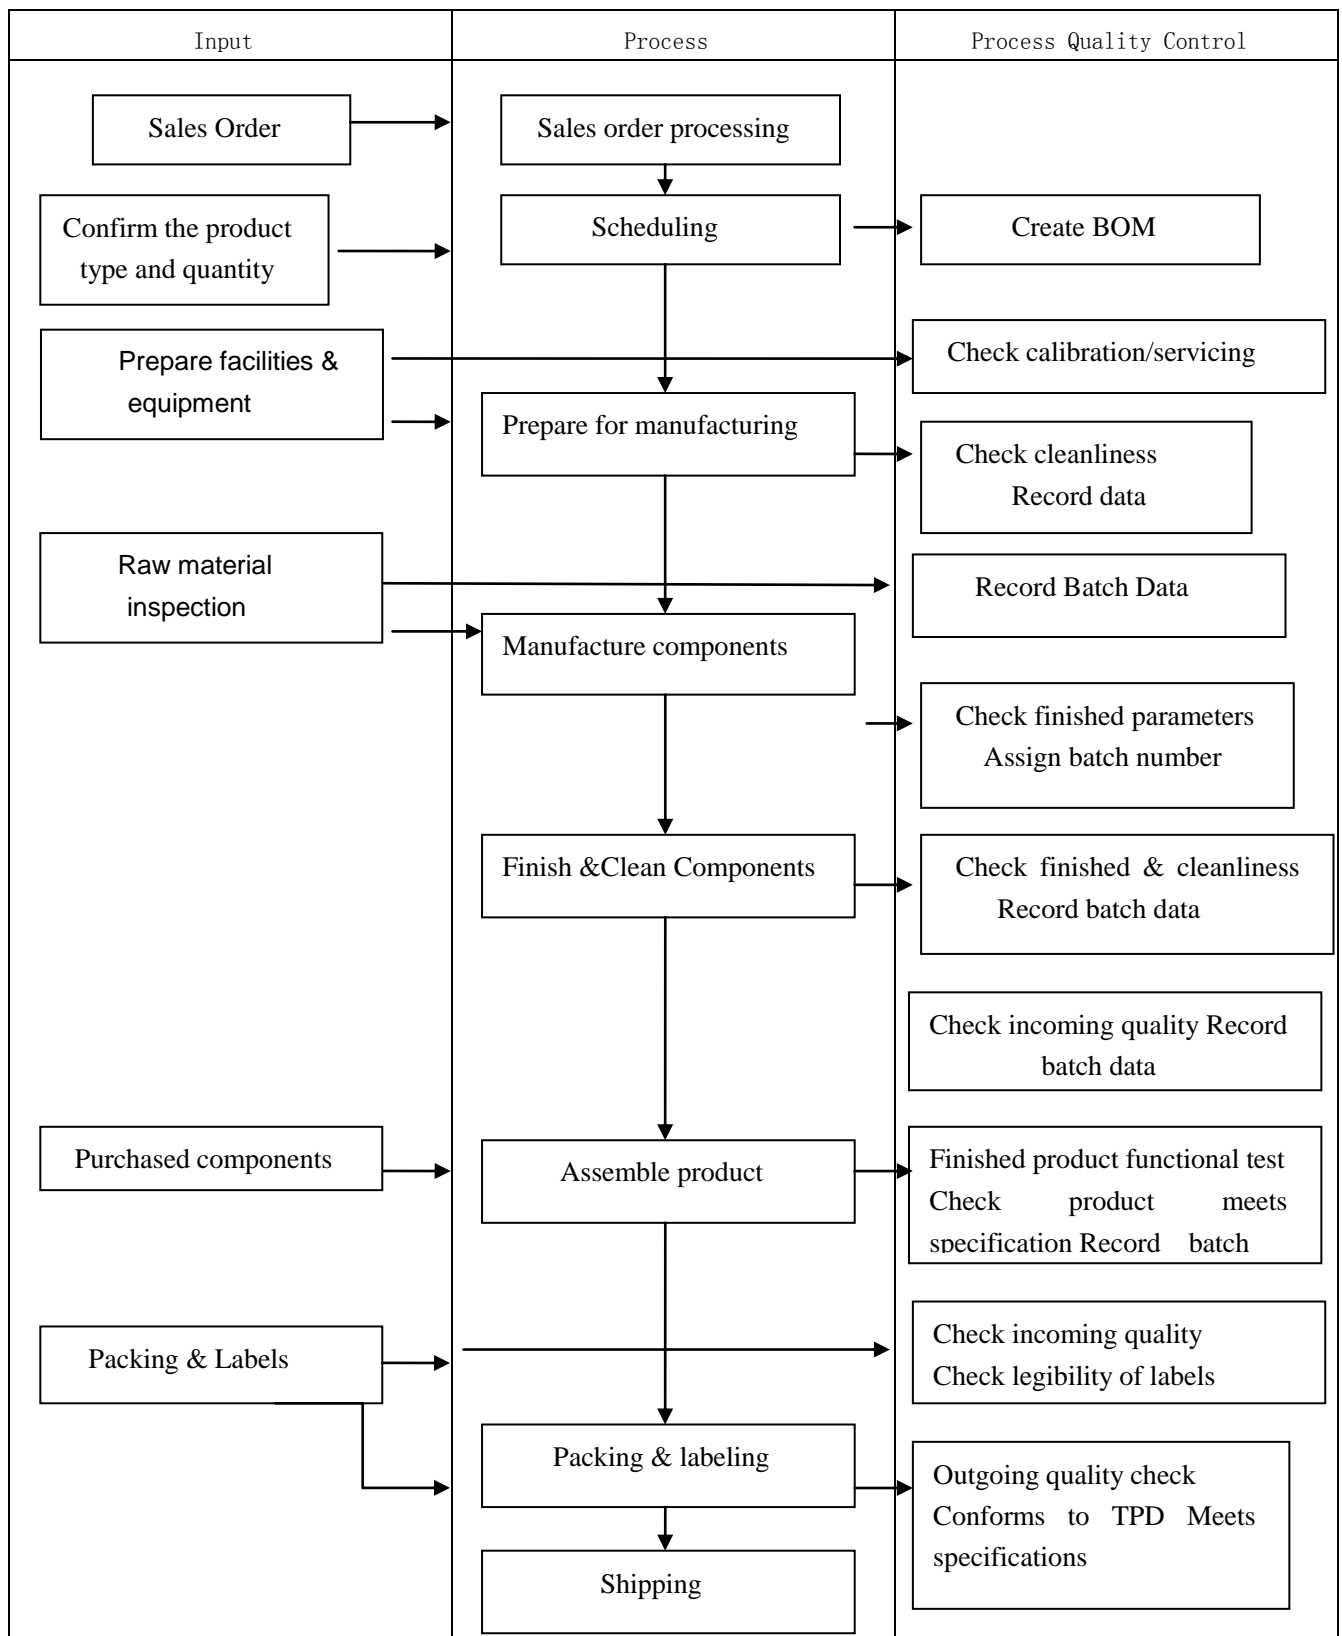 Input
Process
Process Quality Control
Sales Order
Sales order processing
Confirm the product
type and quantity
Scheduling
Create BOM
Prepare facilities &
equipment
Check calibration/servicing
Prepare for manufacturing
Check cleanliness
Record data
Raw material
inspection
Record Batch Data
Manufacture components
Check finished parameters
Assign batch number
Finish &Clean Components
Check finished & cleanliness
Record batch data
Check incoming quality Record
batch data
Purchased components
Assemble product
Finished product functional test
Check product meets
specification Record batch
Packing & Labels
Check incoming quality
Check legibility of labels
Packing & labeling
Outgoing quality check
Conforms to TPD Meets
specifications
Shipping